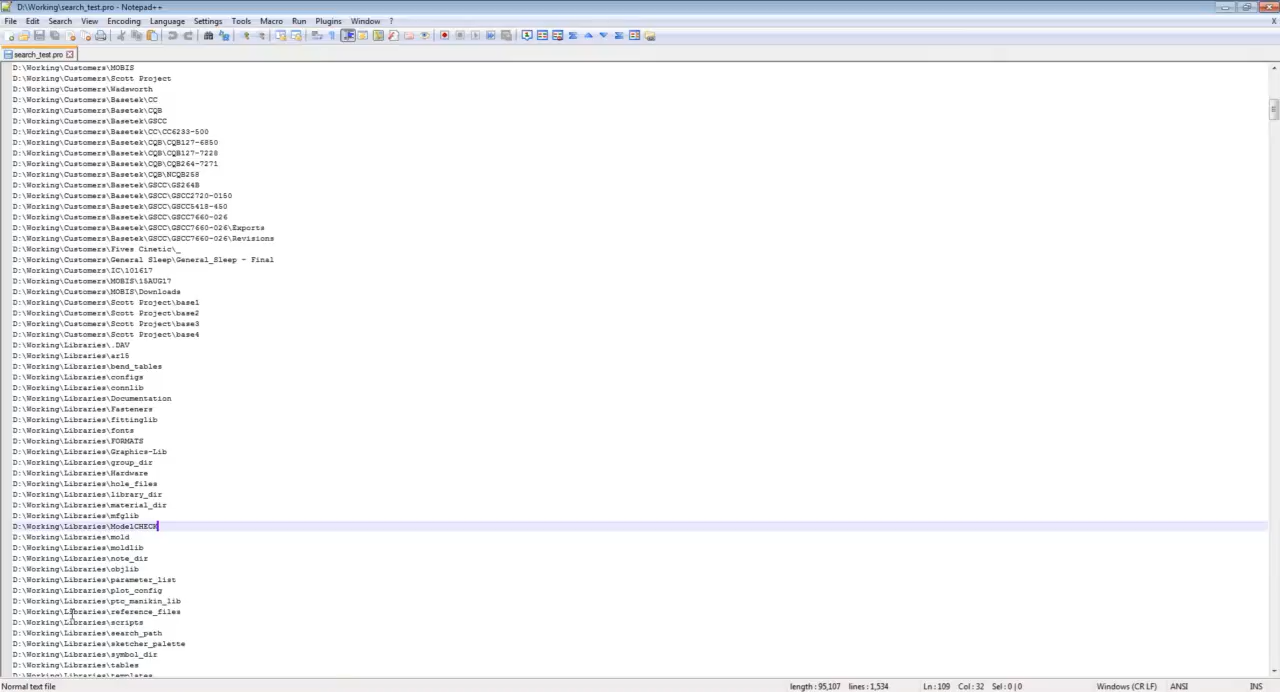 D:\Working\search_test.pro - Notepad++
File Edit Search View Encoding Language Settings Tools Macro Run Plugins Window ? X
search_test.pro
D:\Working\Customers\MOBIS
D:\Working\Customers\Scott Project
D:\Working\Customers\Wadsworth
D:\Working\Customers\Basetek\CC
D:\Working\Customers\Basetek\CQB
D:\Working\Customers\Basetek\GSCC
D:\Working\Customers\Basetek\CC\CC6233-500
D:\Working\Customers\Basetek\CQB\CQB127-6850
D:\Working\Customers\Basetek\CQB\CQB127-7228
D:\Working\Customers\Basetek\CQB\CQB264-7271
D:\Working\Customers\Basetek\CQB\NCQB258
D:\Working\Customers\Basetek\GSCC\GS264B
D:\Working\Customers\Basetek\GSCC\GSCC2720-0150
D:\Working\Customers\Basetek\GSCC\GSCC5418-450
D:\Working\Customers\Basetek\GSCC\GSCC7660-026
D:\Working\Customers\Basetek\GSCC\GSCC7660-026\Exports
D:\Working\Customers\Basetek\GSCC\GSCC7660-026\Revisions
D:\Working\Customers\Fives Cinetic\_
D:\Working\Customers\General Sleep\General_Sleep - Final
D:\Working\Customers\IC\101617
D:\Working\Customers\MOBIS\15AUG17
D:\Working\Customers\MOBIS\Downloads
D:\Working\Customers\Scott Project\base1
D:\Working\Customers\Scott Project\base2
D:\Working\Customers\Scott Project\base3
D:\Working\Customers\Scott Project\base4
D:\Working\Libraries\.DAV
D:\Working\Libraries\ar15
D:\Working\Libraries\bend_tables
D:\Working\Libraries\configs
D:\Working\Libraries\connlib
D:\Working\Libraries\Documentation
D:\Working\Libraries\Fasteners
D:\Working\Libraries\fittinglib
D:\Working\Libraries\fonts
D:\Working\Libraries\FORMATS
D:\Working\Libraries\Graphics-Lib
D:\Working\Libraries\group_dir
D:\Working\Libraries\Hardware
D:\Working\Libraries\hole_files
D:\Working\Libraries\library_dir
D:\Working\Libraries\material_dir
D:\Working\Libraries\mfglib
D:\Working\Libraries\ModelCHECK
D:\Working\Libraries\mold
D:\Working\Libraries\moldlib
D:\Working\Libraries\note_dir
D:\Working\Libraries\objlib
D:\Working\Libraries\parameter_list
D:\Working\Libraries\plot_config
D:\Working\Libraries\ptc_manikin_lib
D:\Working\Libraries\reference_files
D:\Working\Libraries\scripts
D:\Working\Libraries\search_path
D:\Working\Libraries\sketcher_palette
D:\Working\Libraries\symbol_dir
D:\Working\Libraries\tables
D:\Working\Libraries\templates
Normal text file length : 95,107 lines : 1,534 Ln : 109 Col : 32 Sel : 0 | 0 Windows (CR LF) ANSI INS